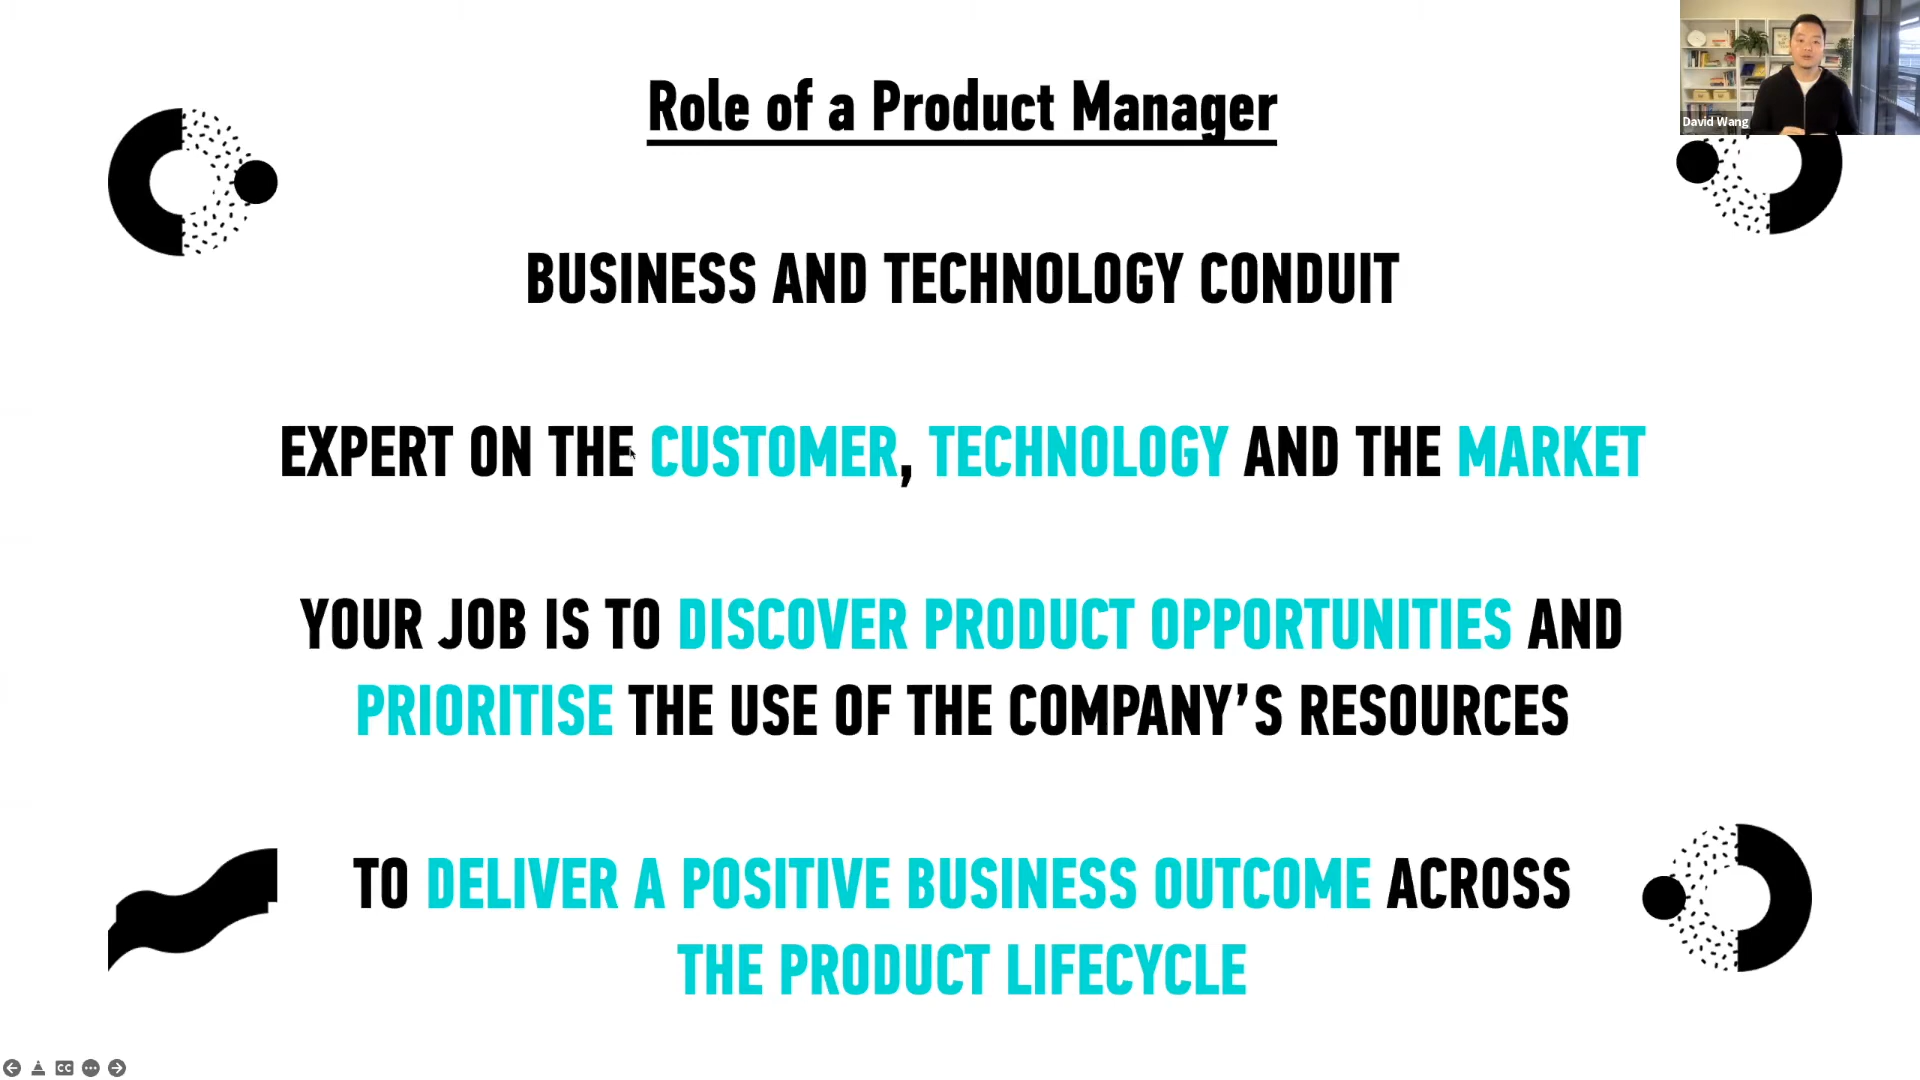 Role of a Product Manager
David Wang
BUSINESS AND TECHNOLOGY CONDUIT
EXPERT ON THE CUSTOMER, TECHNOLOGY AND THE MARKET
YOUR JOB IS TO DISCOVER PRODUCT OPPORTUNITIES AND
PRIORITISE THE USE OF THE COMPANY’S RESOURCES
TO DELIVER A POSITIVE BUSINESS OUTCOME ACROSS
THE PRODUCT LIFECYCLE
CC